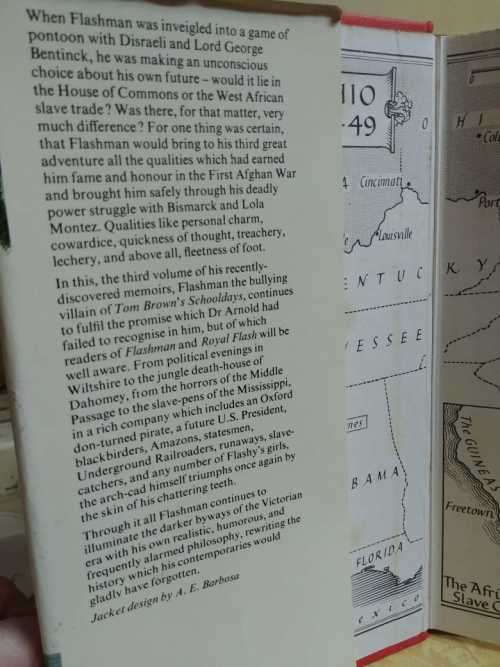 When Flashman was inveigled into a game of
pontoon with Disraeli and Lord George
Bentinck, he was making an unconscious
choice about his own future – would it lie in
the House of Commons or the West African
slave trade? Was there, for that matter, very
much difference? For one thing was certain,
that Flashman would bring to his third great
adventure all the qualities which had earned
him fame and honour in the First Afghan War
and brought him safely through his deadly
power struggle with Bismarck and Lola
Montez. Qualities like personal charm,
cowardice, quickness of thought, treachery,
lechery, and above all, fleetness of foot.
In this, the third volume of his recently-
discovered memoirs, Flashman the bullying
villain of Tom Brown's Schooldays, continues
to fulfil the promise which Dr Arnold had
failed to recognise in him, but of which
readers of Flashman and Royal Flash will be
well aware. From political evenings in
Wiltshire to the jungle death-house of
Dahomey, from the horrors of the Middle
Passage to the slave-pens of the Mississippi,
in a rich company which includes an Oxford
don-turned pirate, a future U.S. President,
blackbirders, Amazons, statesmen,
Underground Railroaders, runaways, slave-
catchers, and any number of Flashy's girls,
the arch-cad himself triumphs once again by
the skin of his chattering teeth.
Through it all Flashman continues to
illuminate the darker byways of the Victorian
era with his own realistic, humorous, and
frequently alarmed philosophy, rewriting the
history which his contemporaries would
gladly have forgotten.
Jacket design by A. E. Barbosa
-49
O H I
Cincinnati
Louisville
ENTUC
KY
ESSEE
BAMA
FLORIDA
exico
The GUINEAS
Freetown
The Afri
Slave C